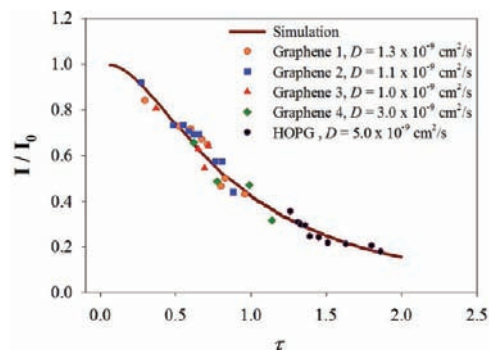 1.2
1.0
0.8
0.6
0.4
0.2
0.0
I / I₀
Simulation
Graphene 1, D = 1.3 x 10⁻⁹ cm²/s
Graphene 2, D = 1.1 x 10⁻⁹ cm²/s
Graphene 3, D = 1.0 x 10⁻⁹ cm²/s
Graphene 4, D = 3.0 x 10⁻⁹ cm²/s
HOPG , D = 5.0 x 10⁻⁹ cm²/s
0.0 0.5 1.0 1.5 2.0 2.5
τ